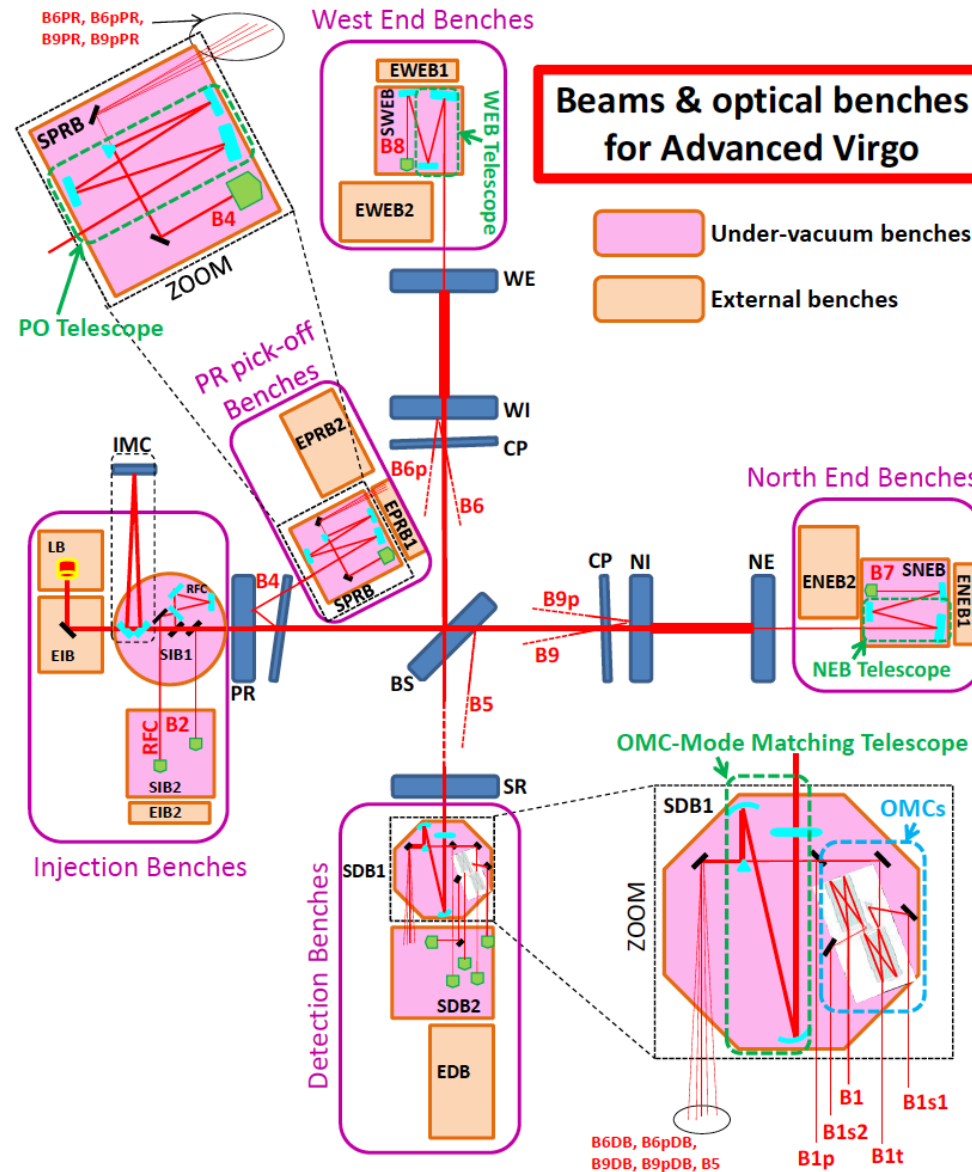 B6PR, B6pPR,
B9PR, B9pPR
West End Benches
EWEB1
SWEB
B8
WEB Telescope
EWEB2
Beams & optical benches
for Advanced Virgo
Under-vacuum benches
External benches
SPRB
B4
ZOOM
PO Telescope
WE
PR pick-off
Benches
EPRB2
EPRB1
SPRB
WI
CP
B6p
B6
IMC
LB
EIB
RFC
SIB1
B4
PR
RFC
B2
SIB2
EIB2
Injection Benches
BS
B5
B9p
B9
CP
NI
NE
North End Benches
ENEB2
B7
SNEB
ENEB1
NEB Telescope
SR
SDB1
SDB2
EDB
Detection Benches
OMC-Mode Matching Telescope
SDB1
OMCs
ZOOM
B6DB, B6pDB,
B9DB, B9pDB, B5
B1
B1s1
B1s2
B1p
B1t